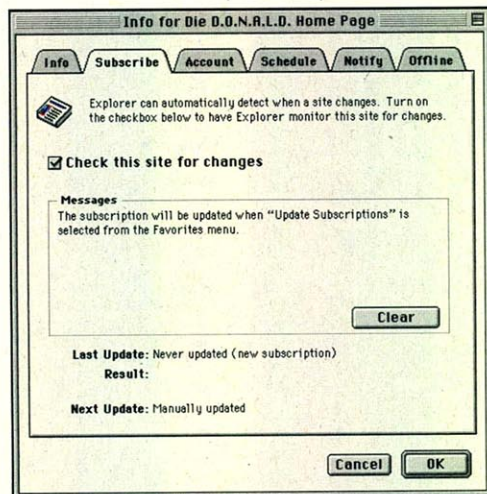 Info for Die D.O.N.A.L.D. Home Page
Info Subscribe Account Schedule Notify Offline
Explorer can automatically detect when a site changes. Turn on
the checkbox below to have Explorer monitor this site for changes.
Check this site for changes
Messages
The subscription will be updated when “Update Subscriptions” is
selected from the Favorites menu.
Clear
Last Update: Never updated (new subscription)
Result:
Next Update: Manually updated
Cancel OK